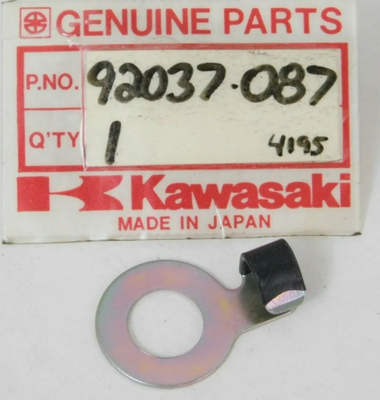 GENUINE PARTS
P.NO. 92037-087
Q'TY 1 4195
Kawasaki
MADE IN JAPAN